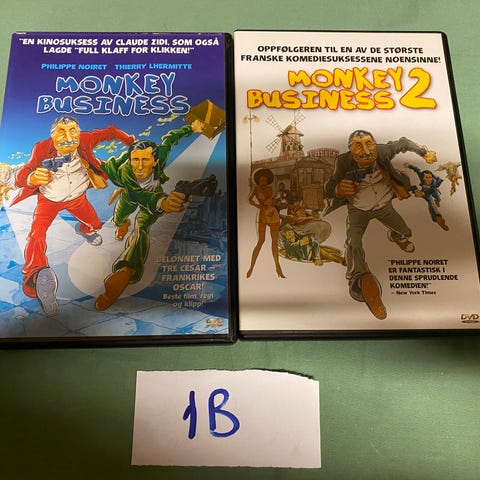 "EN KINOSUKSESS AV CLAUDE ZIDI, SOM OGSÅ
LAGDE "FULL KLAFF FOR KLIKKEN!"
PHILIPPE NOIRET THIERRY LHERMITTE
MONKEY
BUSINESS
BELØNNET MED
TRE CESAR –
FRANKRIKES
OSCAR!
Beste film, regi
og klipp!
DVD
OPPFØLGEREN TIL EN AV DE STØRSTE
FRANSKE KOMEDIESUKSESSENE NOENSINNE!
MONKEY
BUSINESS 2
"PHILIPPE NOIRET
ER FANTASTISK I
DENNE SPRUDLENDE
KOMEDIEN!"
– New York Times
DVD
1B